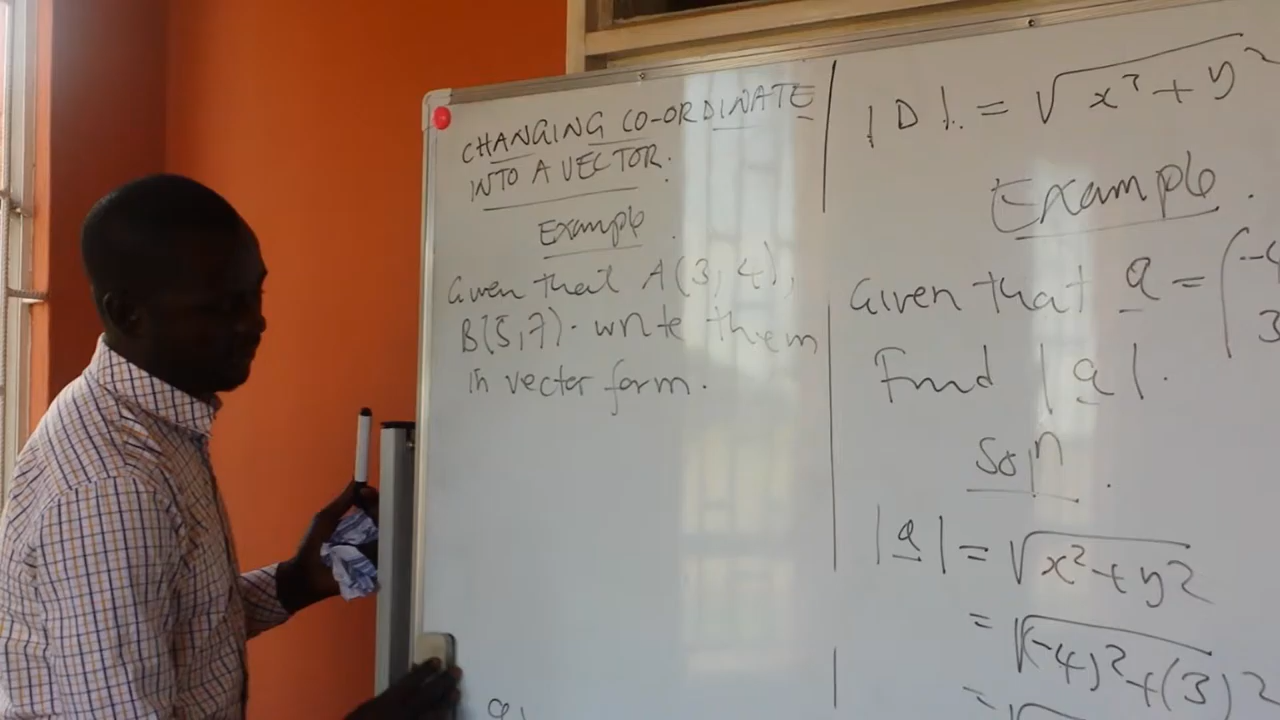 CHANGING CO-ORDINATE
INTO A VECTOR.
Example.
Given that A(3, 4),
B(5,7). write them
in vector form.
|D|. = √x² + y²
Example.
Given that a = (-4
3
Find |a|.
Soln.
|a| = √x² + y²
= √(-4)² + (3)²
= √